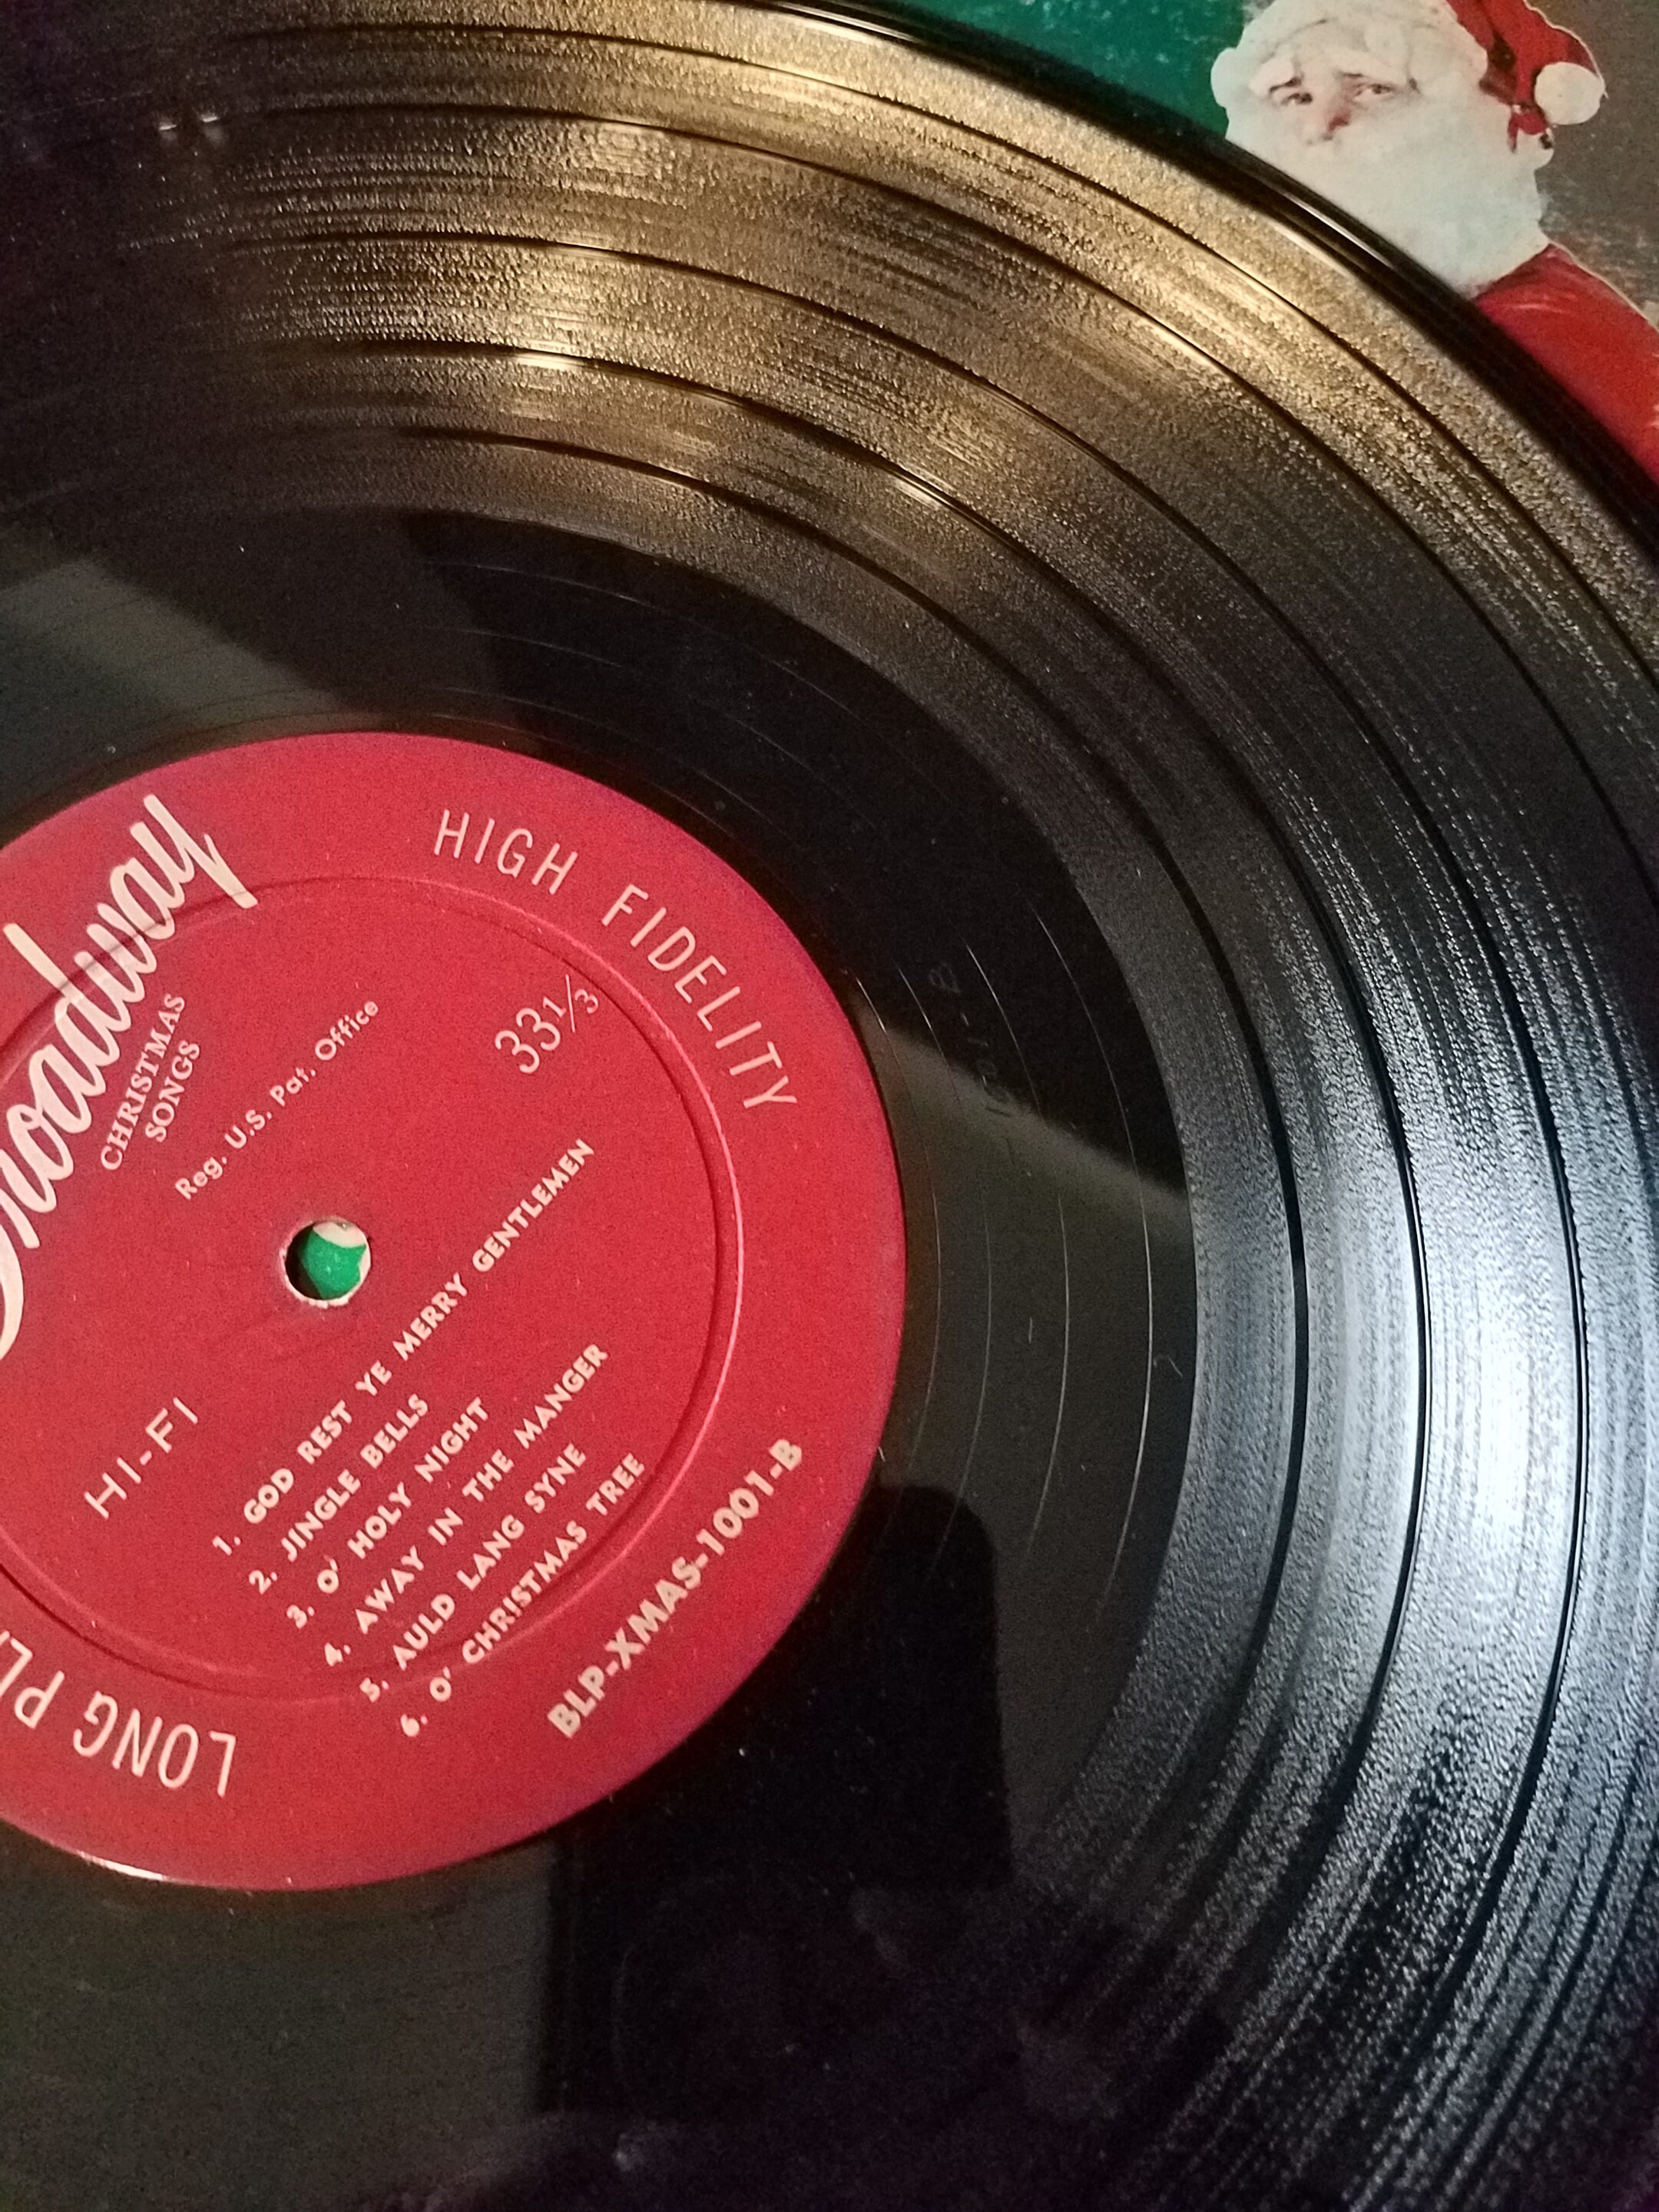 Broadway
CHRISTMAS
SONGS
Reg. U.S. Pat. Office
HIGH FIDELITY
33 1/3
HI-FI
1. GOD REST YE MERRY GENTLEMEN
2. JINGLE BELLS
3. O' HOLY NIGHT
4. AWAY IN THE MANGER
5. AULD LANG SYNE
6. O' CHRISTMAS TREE
BLP-XMAS-1001-B
LONG